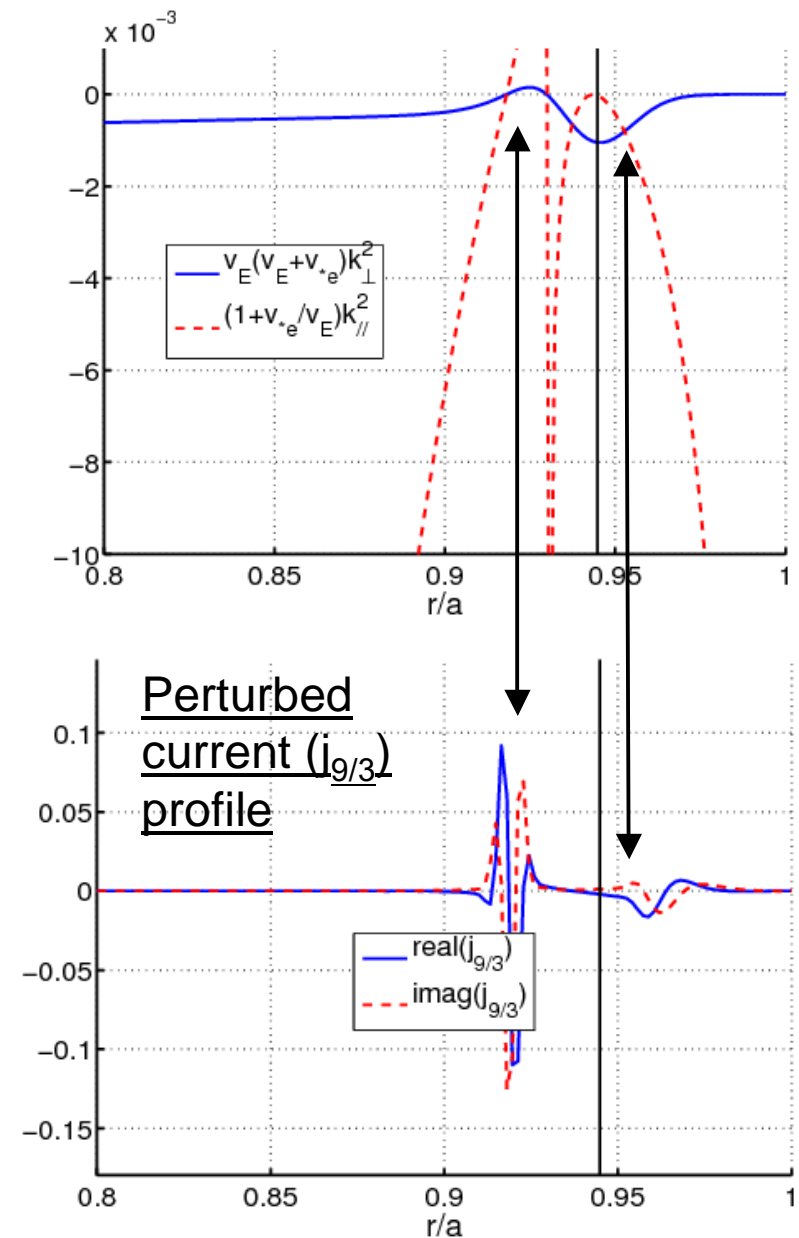 x 10⁻³
0
−2
−4
−6
−8
−10
v_E(v_E+v_*e)k²_⊥
(1+v_*e/v_E)k²_//
0.8 0.85 0.9 0.95 1
r/a
Perturbed
current (j_9/3)
profile
0.1
0.05
0
−0.05
−0.1
−0.15
real(j_9/3)
imag(j_9/3)
0.8 0.85 0.9 0.95 1
r/a